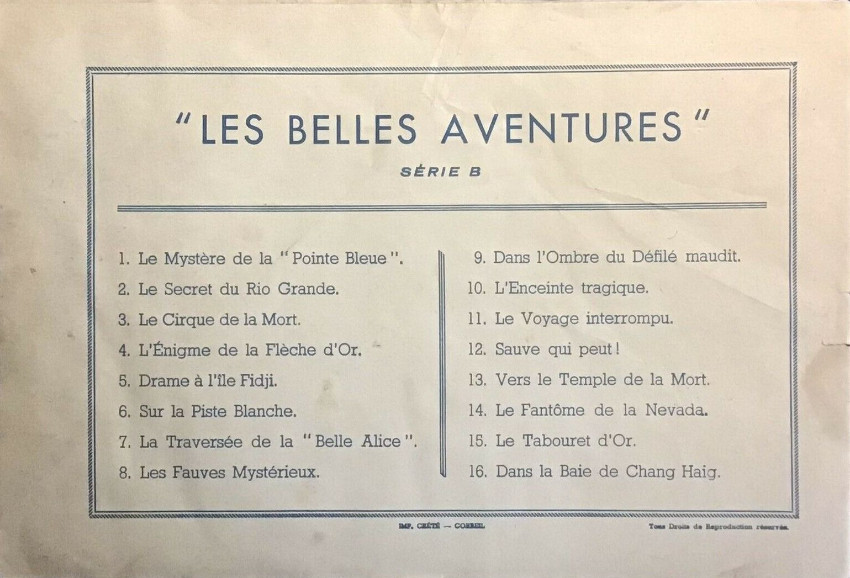 "LES BELLES AVENTURES"
SÉRIE B
1. Le Mystère de la "Pointe Bleue".
2. Le Secret du Rio Grande.
3. Le Cirque de la Mort.
4. L'Énigme de la Flèche d'Or.
5. Drame à l'île Fidji.
6. Sur la Piste Blanche.
7. La Traversée de la "Belle Alice".
8. Les Fauves Mystérieux.
9. Dans l'Ombre du Défilé maudit.
10. L'Enceinte tragique.
11. Le Voyage interrompu.
12. Sauve qui peut!
13. Vers le Temple de la Mort.
14. Le Fantôme de la Nevada.
15. Le Tabouret d'Or.
16. Dans la Baie de Chang Haig.
IMP. CRÉTÉ — CORBEIL
Tous Droits de Reproduction réservés.